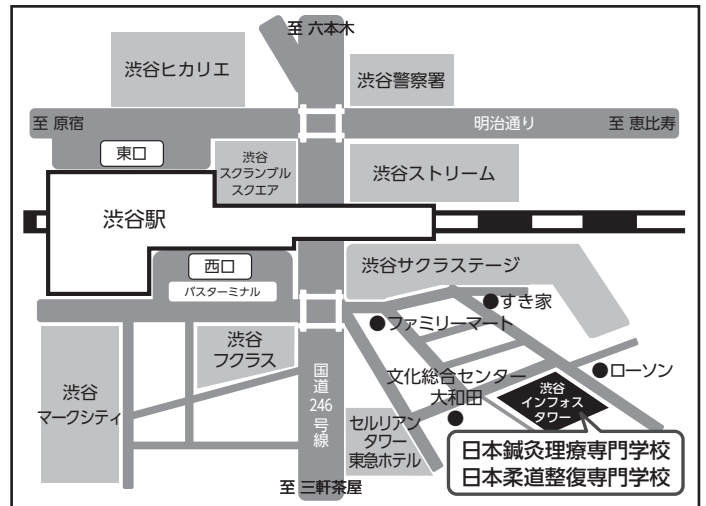 至 六本木
渋谷ヒカリエ
渋谷警察署
至 原宿
明治通り
至 恵比寿
東口
渋谷
スクランブル
スクエア
渋谷ストリーム
渋谷駅
西口
バスターミナル
渋谷サクラステージ
すき家
ファミリーマート
渋谷
フクラス
渋谷
マークシティ
国道246号線
文化総合センター
大和田
ローソン
渋谷
インフォス
タワー
セルリアン
タワー
東急ホテル
日本鍼灸理療専門学校
日本柔道整復専門学校
至 三軒茶屋